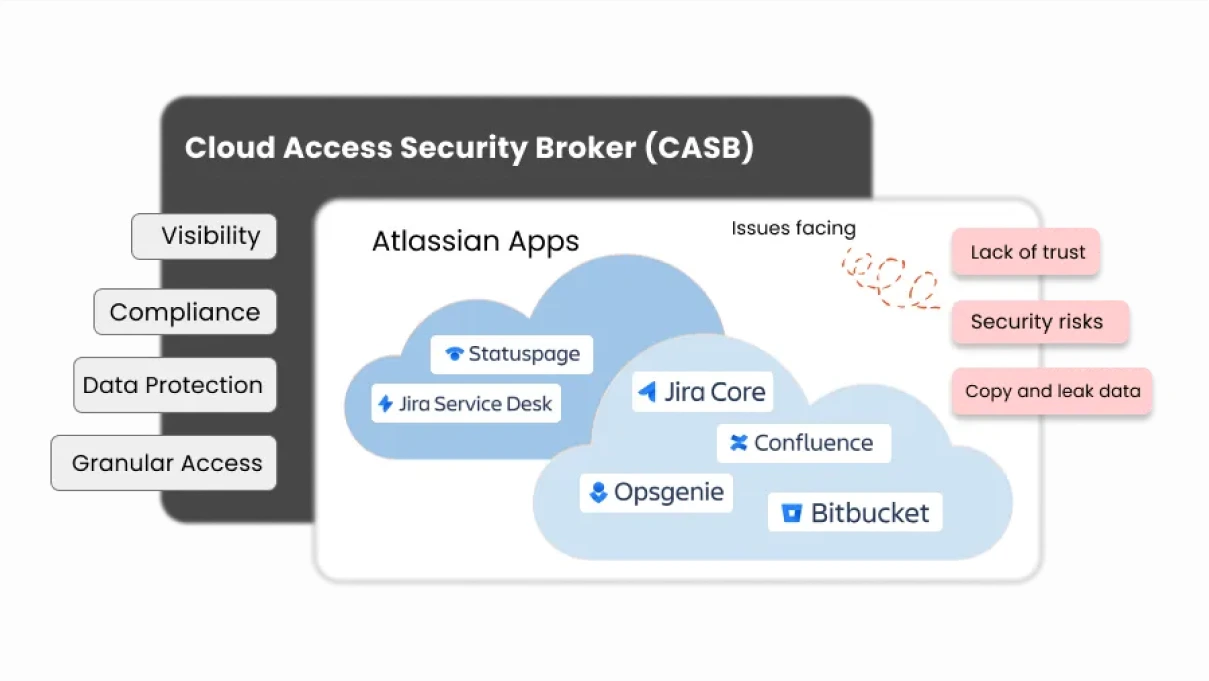 Cloud Access Security Broker (CASB)
Visibility
Compliance
Data Protection
Granular Access
Atlassian Apps
Statuspage
Jira Service Desk
Jira Core
Confluence
Opsgenie
Bitbucket
Issues facing
Lack of trust
Security risks
Copy and leak data